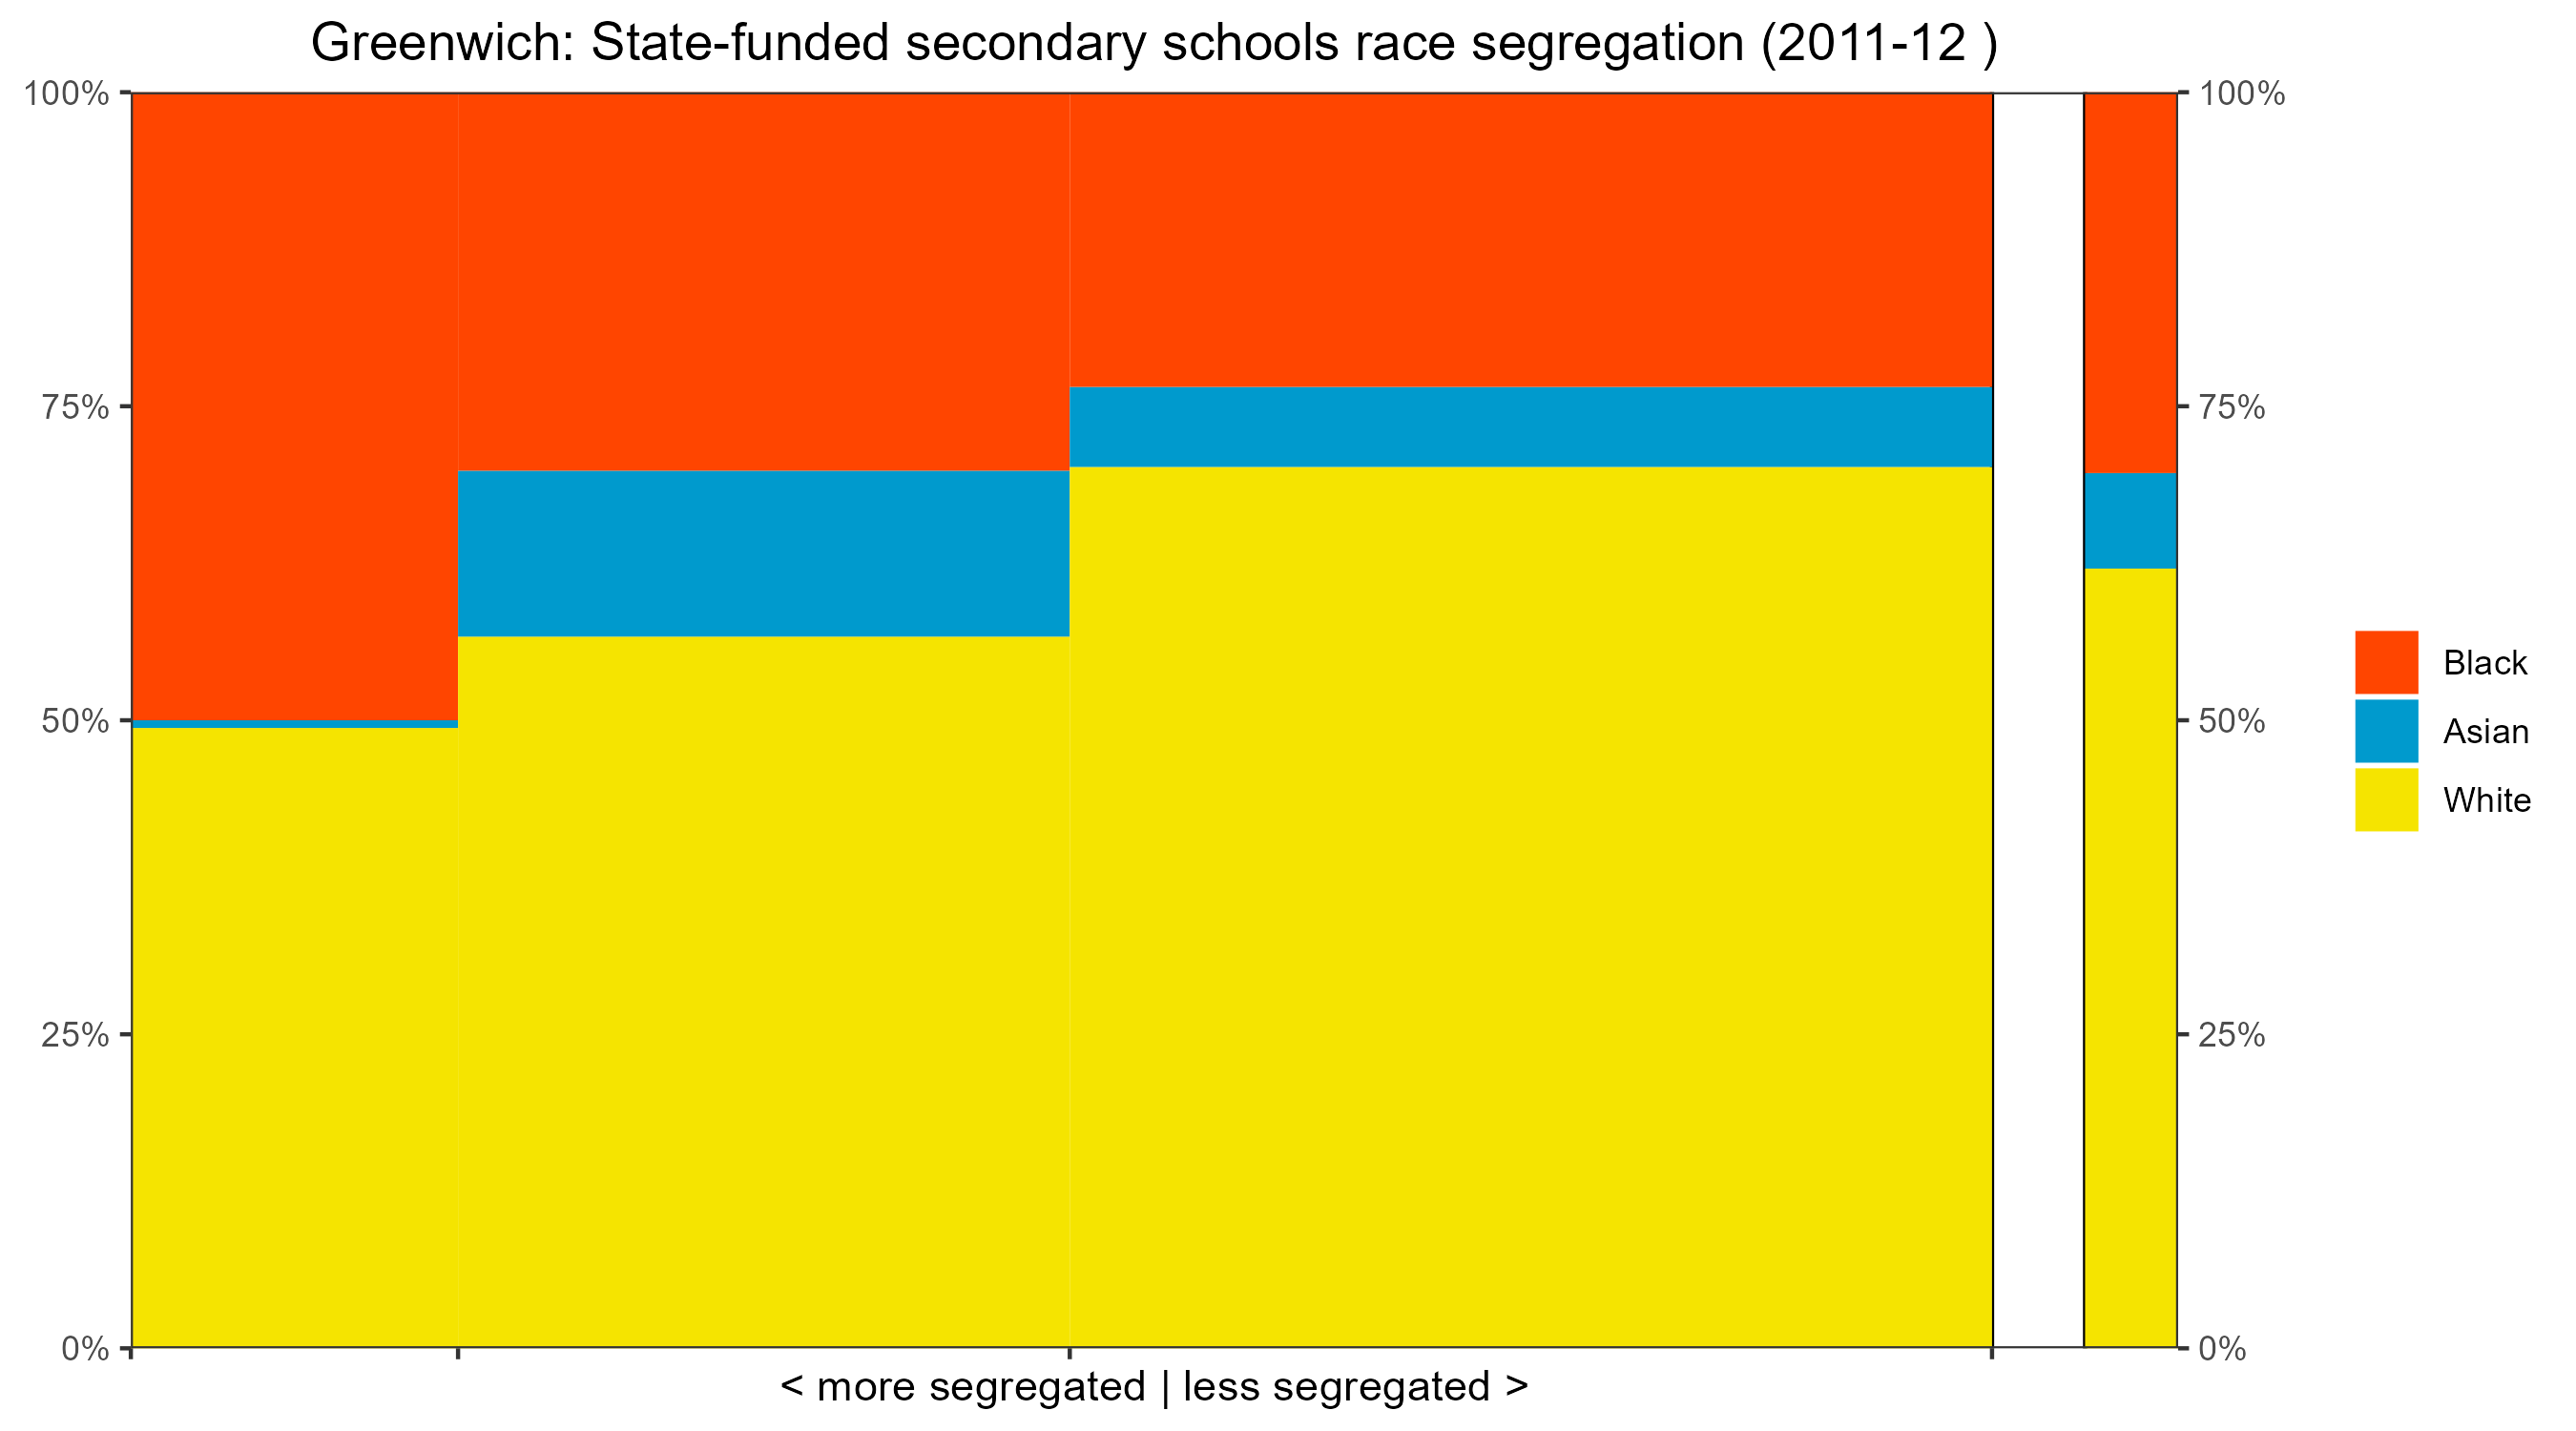 Greenwich: State-funded secondary schools race segregation (2011-12 )
100%
75%
50%
25%
0%
100%
75%
50%
25%
0%
Black
Asian
White
< more segregated | less segregated >